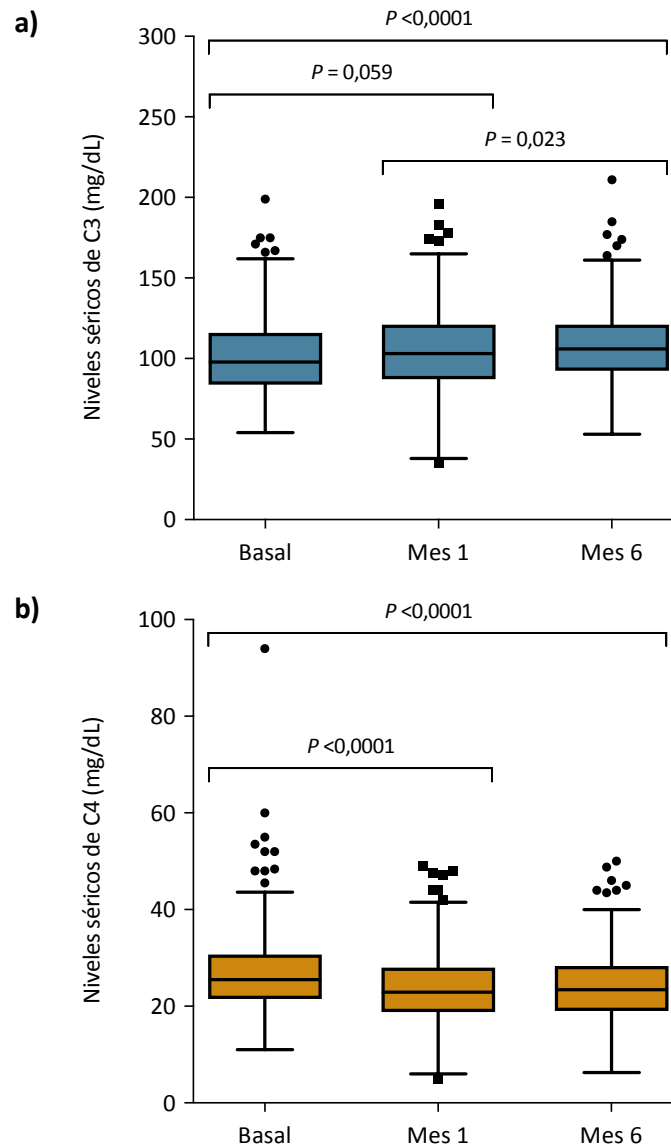 a)
P <0,0001
300
P = 0,059
250
P = 0,023
200
150
100
50
0
Niveles séricos de C3 (mg/dL)
Basal Mes 1 Mes 6
b)
P <0,0001
100
80
P <0,0001
60
40
20
0
Niveles séricos de C4 (mg/dL)
Basal Mes 1 Mes 6